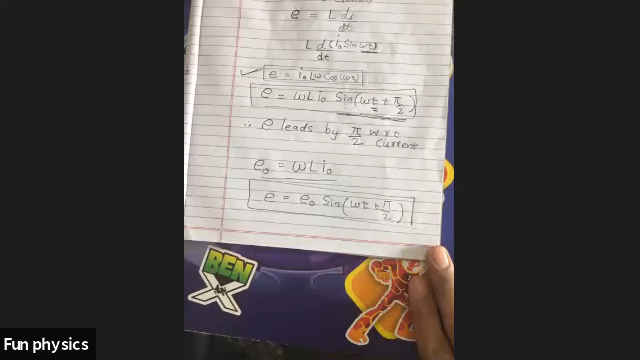 e = L di/dt
L d/dt (i₀ Sin ωt)
e = i₀ Lω Cos(ωt)
e = ωL i₀ Sin(ωt + π/2)
∴ e leads by π/2 w r t
current
e₀ = ωL i₀
e = e₀ Sin(ωt + π/2)
BEN
Fun physics